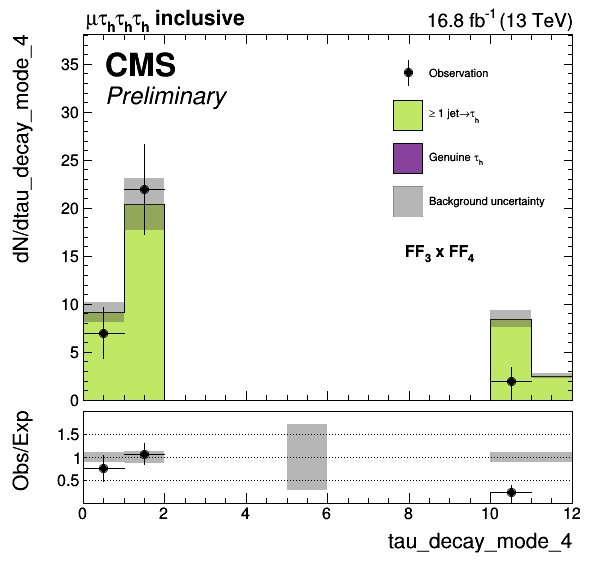 μτhτhτh inclusive
16.8 fb⁻¹ (13 TeV)
CMS
Preliminary
Observation
≥ 1 jet→τh
Genuine τh
Background uncertainty
FF₃ x FF₄
dN/dtau_decay_mode_4
35
30
25
20
15
10
5
0
Obs/Exp
1.5
1
0.5
0 2 4 6 8 10 12
tau_decay_mode_4